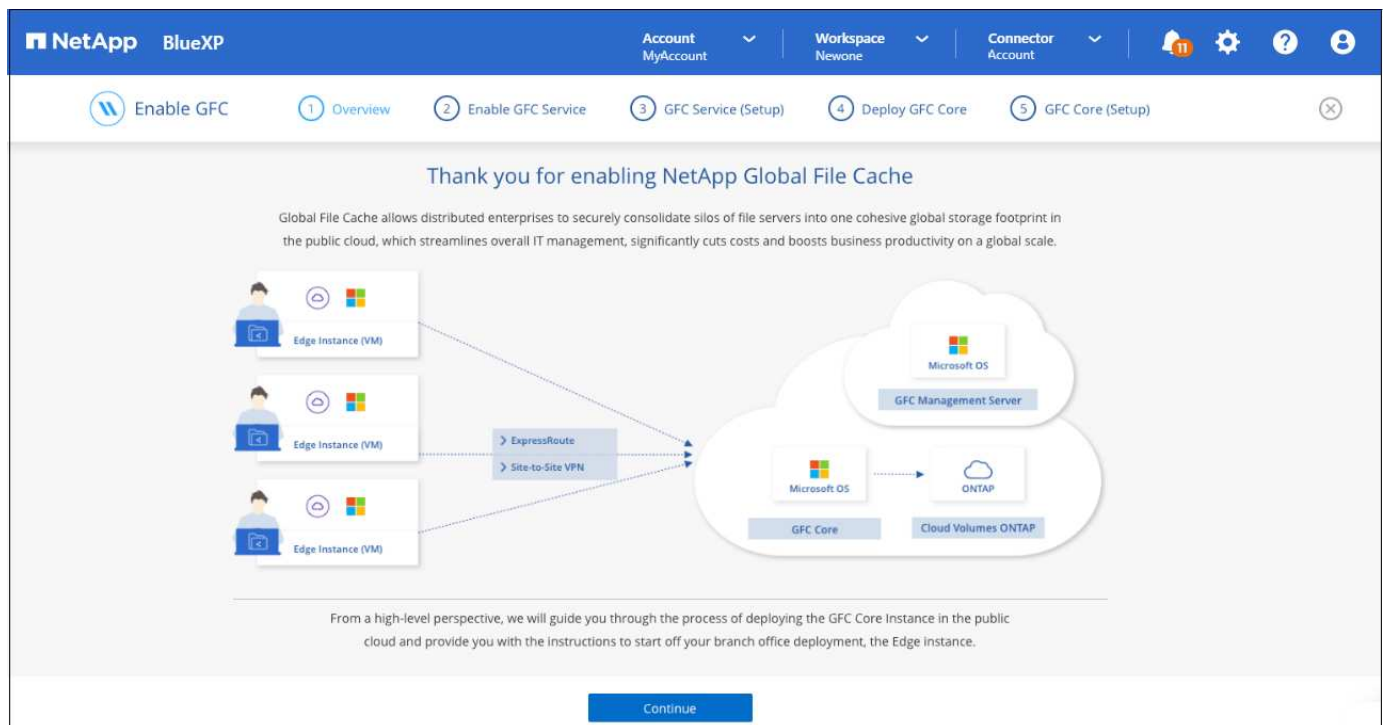 NetApp BlueXP
Account
MyAccount
Workspace
Newone
Connector
Account
11
?
Enable GFC
1 Overview
2 Enable GFC Service
3 GFC Service (Setup)
4 Deploy GFC Core
5 GFC Core (Setup)
Thank you for enabling NetApp Global File Cache
Global File Cache allows distributed enterprises to securely consolidate silos of file servers into one cohesive global storage footprint in
the public cloud, which streamlines overall IT management, significantly cuts costs and boosts business productivity on a global scale.
Edge Instance (VM)
Edge Instance (VM)
Edge Instance (VM)
> ExpressRoute
> Site-to-Site VPN
Microsoft OS
GFC Management Server
Microsoft OS
GFC Core
ONTAP
Cloud Volumes ONTAP
From a high-level perspective, we will guide you through the process of deploying the GFC Core Instance in the public
cloud and provide you with the instructions to start off your branch office deployment, the Edge instance.
Continue